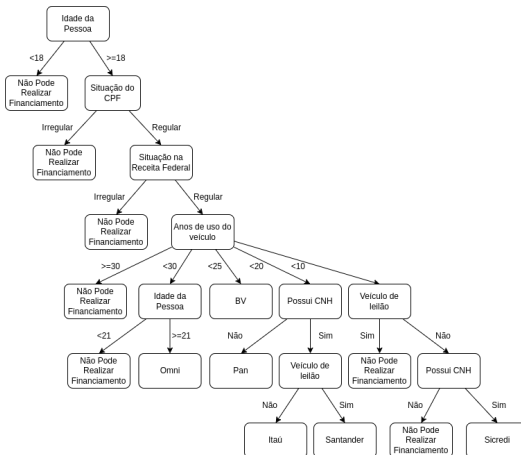 Idade da
Pessoa
<18
>=18
Não Pode
Realizar
Financiamento
Situação do
CPF
Irregular
Regular
Não Pode
Realizar
Financiamento
Situação na
Receita Federal
Irregular
Regular
Não Pode
Realizar
Financiamento
Anos de uso do
veículo
>=30
<30
<25
<20
<10
Não Pode
Realizar
Financiamento
Idade da
Pessoa
BV
Possui CNH
Veículo de
leilão
<21
>=21
Não
Sim
Sim
Não
Não Pode
Realizar
Financiamento
Omni
Pan
Veículo de
leilão
Não Pode
Realizar
Financiamento
Possui CNH
Não
Sim
Não
Sim
Itaú
Santander
Não Pode
Realizar
Financiamento
Sicredi